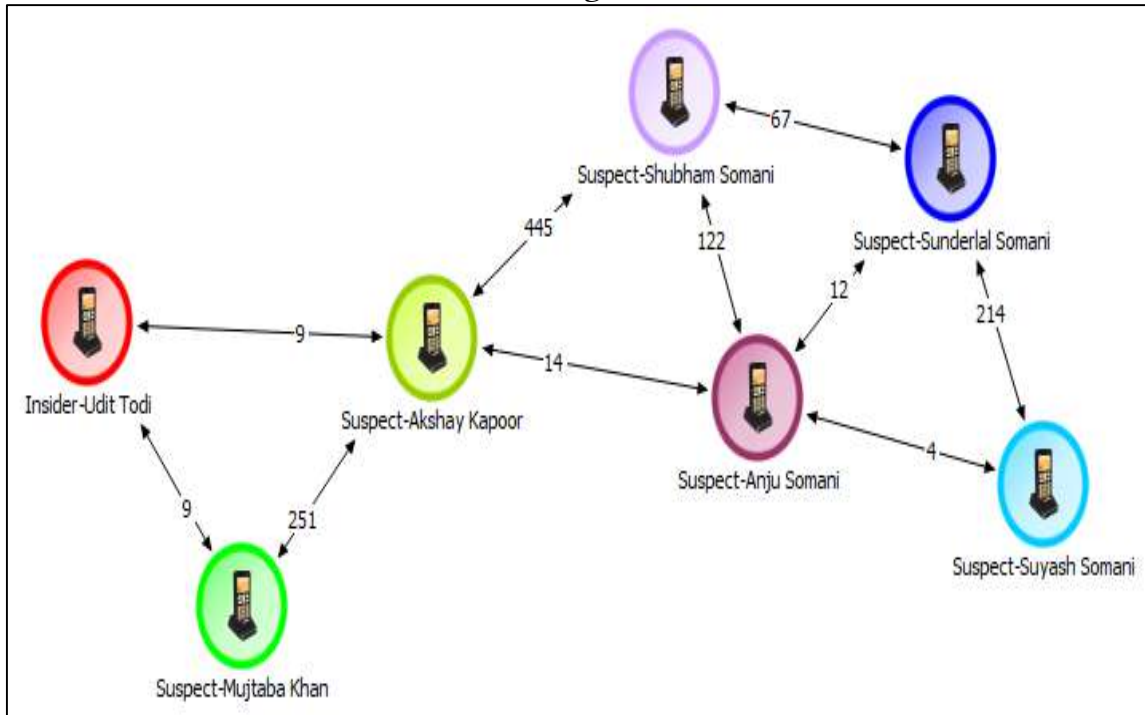 67
Suspect-Shubham Somani
445
122
Suspect-Sunderlal Somani
12
214
9
14
Insider-Udit Todi
Suspect-Akshay Kapoor
4
Suspect-Anju Somani
9
251
Suspect-Suyash Somani
Suspect-Mujtaba Khan